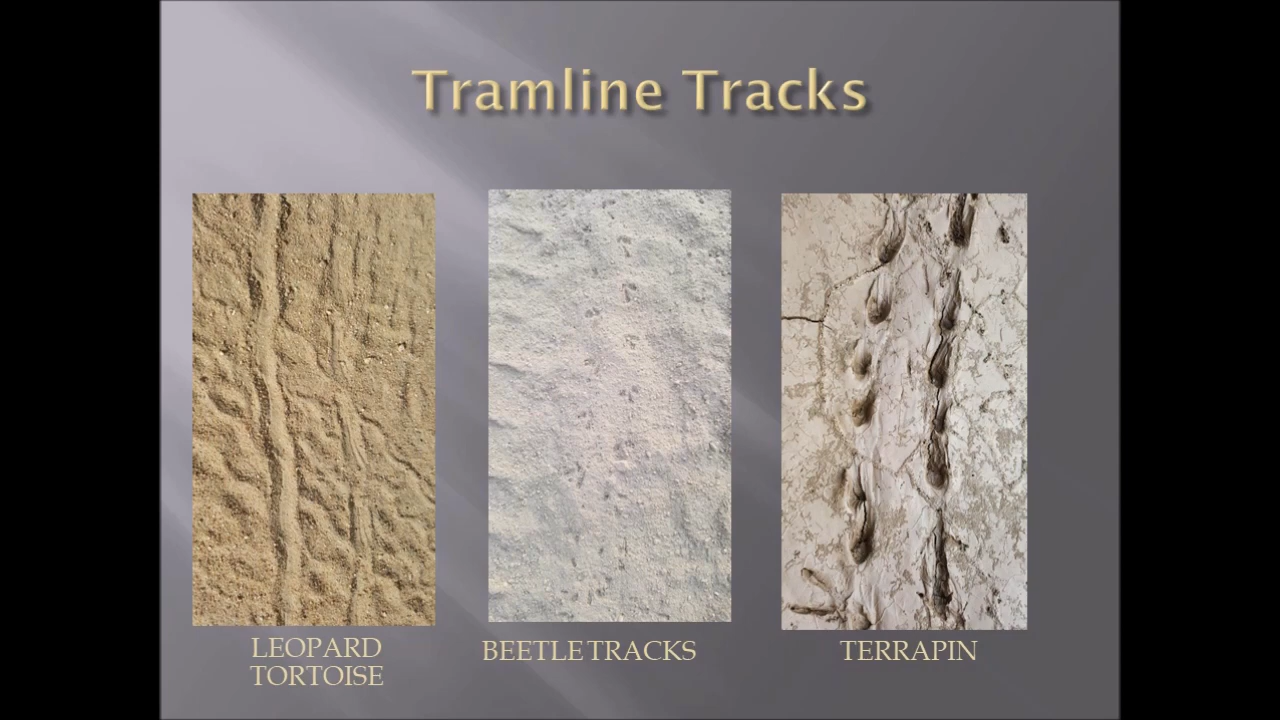 Tramline Tracks
LEOPARD
TORTOISE
BEETLE TRACKS
TERRAPIN